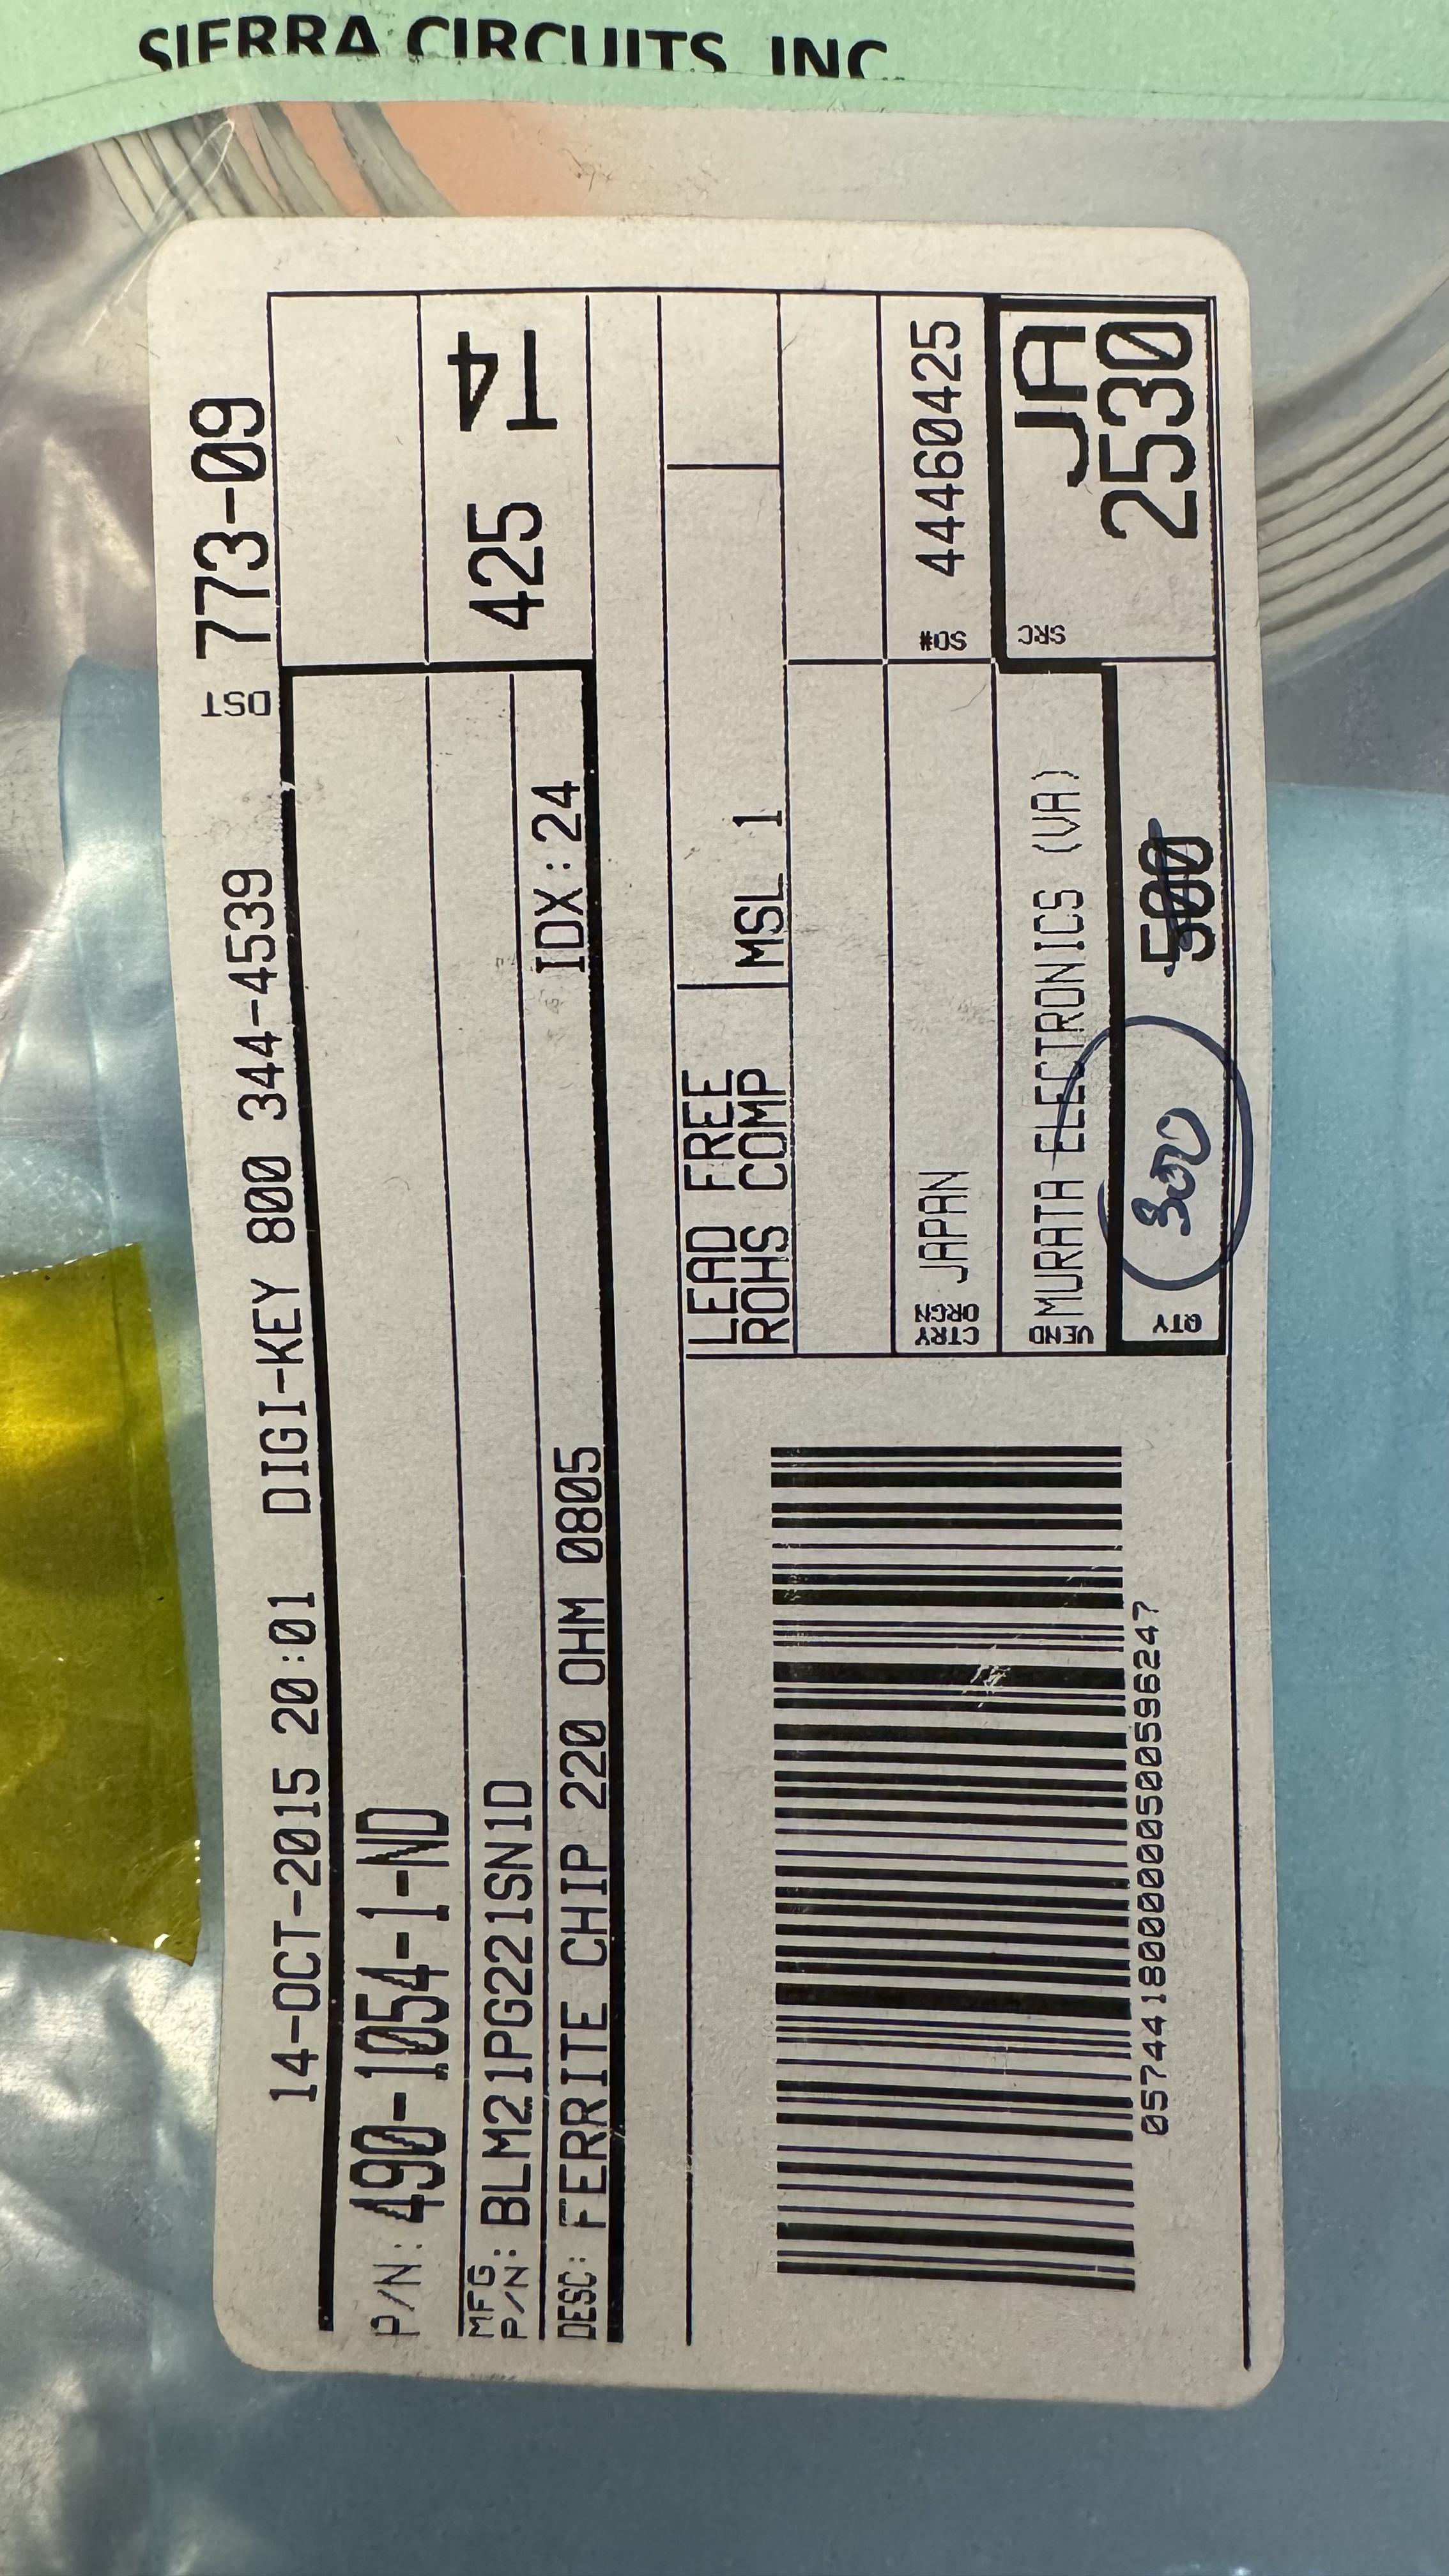 SIERRA CIRCUITS, INC.
14-OCT-2015 20:01 DIGI-KEY 800 344-4539 DST 773-09
P/N: 490-1054-1-ND
MFG P/N: BLM21PG221SN1D
425 T4
DESC: FERRITE CHIP 220 OHM 0805 IDX:24
LEAD FREE
ROHS COMP
MSL 1
CTRY ORGN JAPAN
SO# 44460425
VEND MURATA ELECTRONICS (VA)
SRC JA
2530
QTY 300 500
057441800000500596247